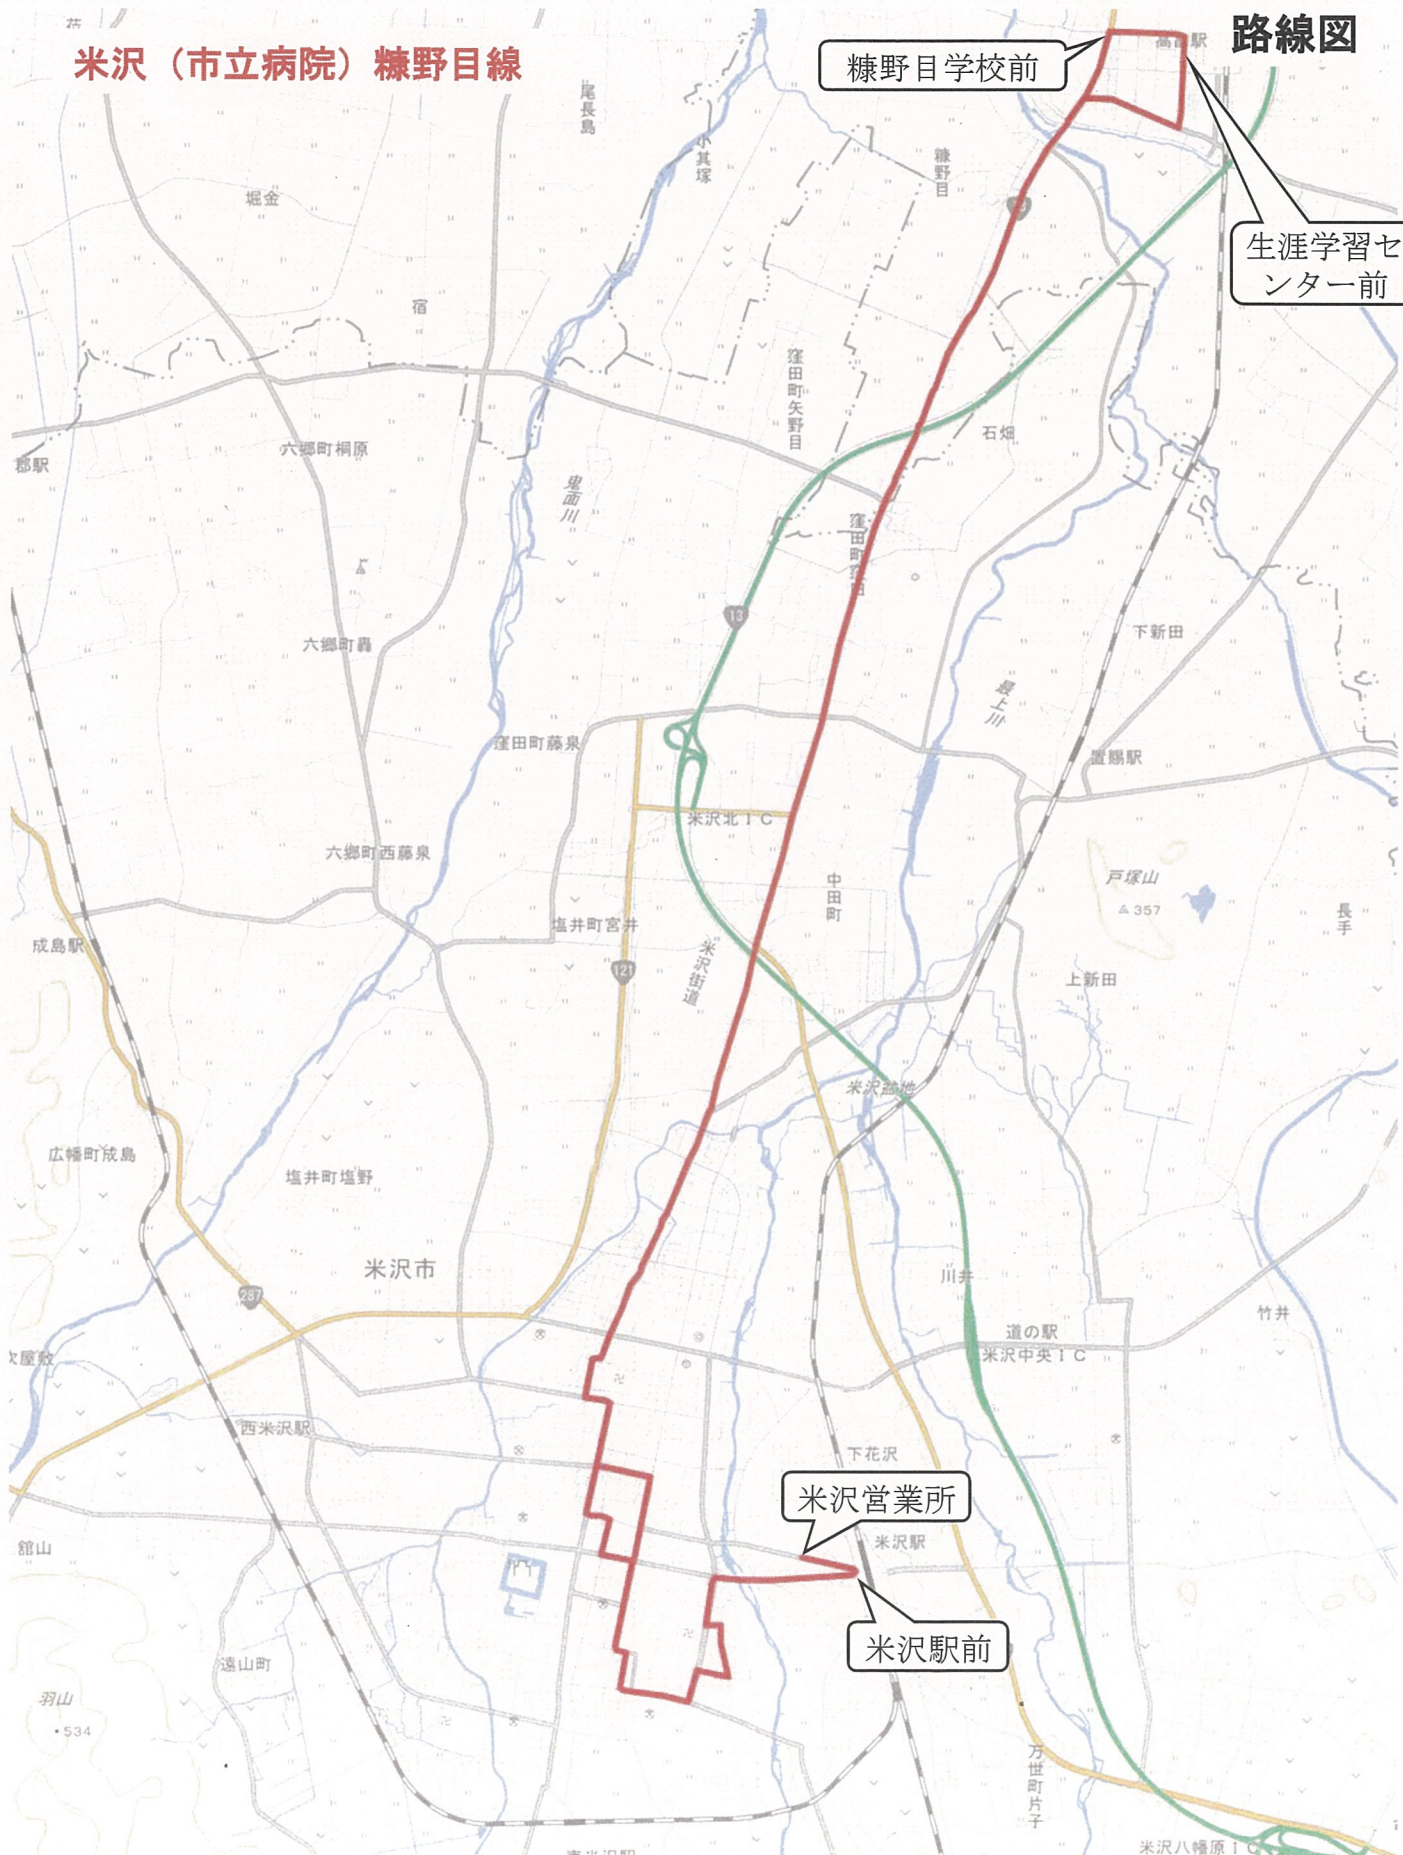 米沢（市立病院）糠野目線
路線図
糠野目学校前
生涯学習セ
ンター前
尾長島
小其塚
糠野目
堀金
宿
窪田町矢野目
石畑
六郷町桐原
郡駅
鬼面川
13
六郷町轟
下新田
最上川
窪田町藤泉
置賜駅
米沢北IC
六郷町西藤泉
中田町
戸塚山
357
長手
塩井町宮井
成島駅
121
米沢街道
上新田
米沢盆地
広幡町成島
塩井町塩野
米沢市
287
川井
竹井
道の駅
米沢中央IC
西米沢駅
下花沢
米沢営業所
米沢駅
舘山
米沢駅前
遠山町
羽山
534
万世町片子
米沢八幡原IC